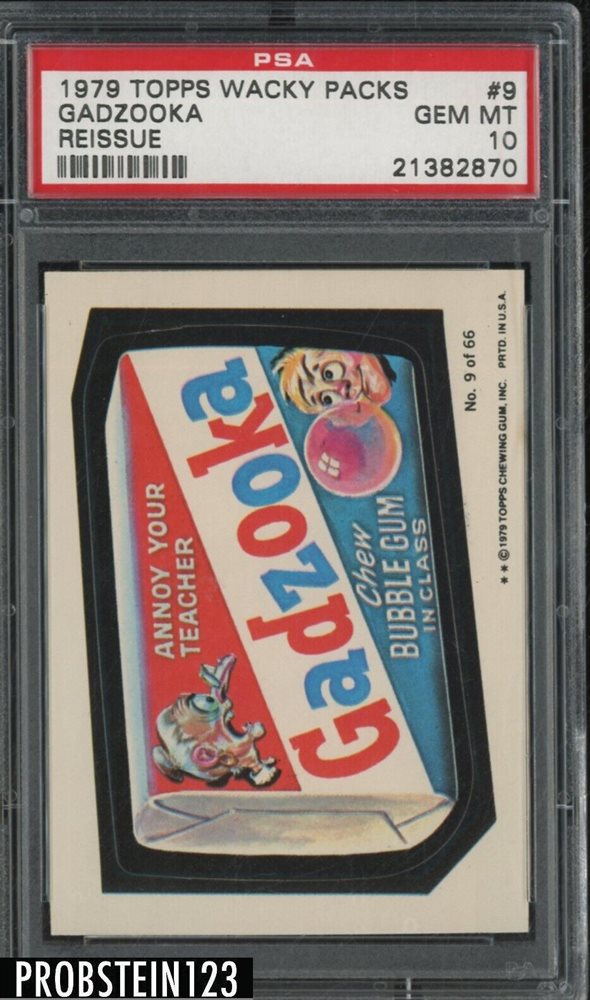 PSA
1979 TOPPS WACKY PACKS #9
GADZOOKA GEM MT
REISSUE 10
21382870
ANNOY YOUR
TEACHER
Gadzooka
Chew
BUBBLE GUM
IN CLASS
No. 9 of 66
** © 1979 TOPPS CHEWING GUM, INC. PRTD. IN U.S.A.
PROBSTEIN123